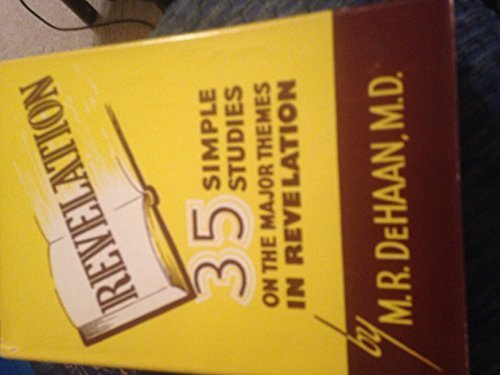 REVELATION
35 SIMPLE
STUDIES
ON THE MAJOR THEMES
IN REVELATION
by
M. R. DEHAAN, M.D.